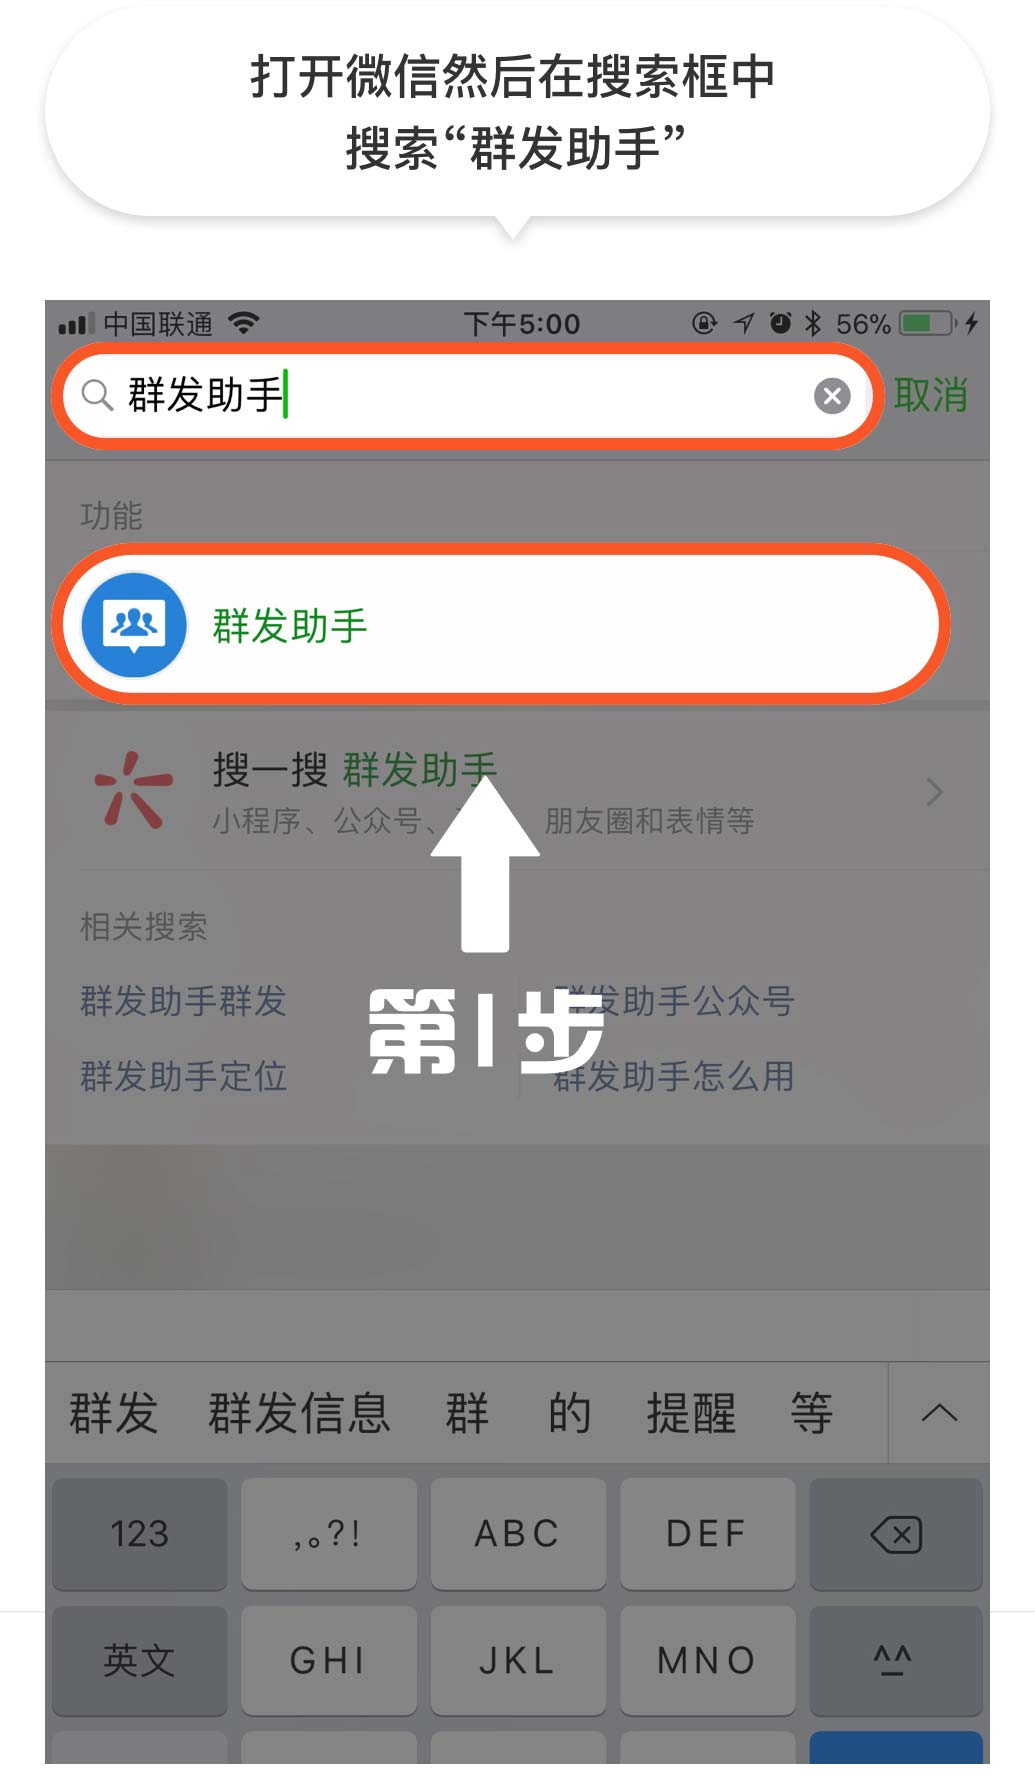 打开微信然后在搜索框中
搜索“群发助手”
中国联通 下午5:00 56%
群发助手 取消
功能
群发助手
搜一搜 群发助手
小程序、公众号、 朋友圈和表情等
相关搜索
群发助手群发 群发助手公众号
群发助手定位 群发助手怎么用
第1步
群发 群发信息 群 的 提醒 等
123 ,。?! ABC DEF
英文 GHI JKL MNO ^^